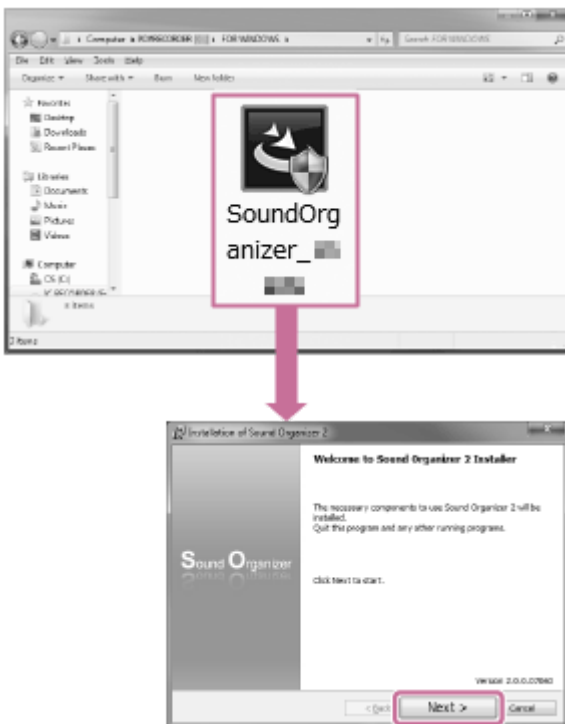 Computer
FOR WINDOWS
Search FOR WINDOWS
File Edit View Tools Help
Organize Share with Burn New folder
Favorites
Desktop
Downloads
Recent Places
Libraries
Documents
Music
Pictures
Videos
Computer
OS (C:)
SoundOrg
anizer_
Installation of Sound Organizer 2
Welcome to Sound Organizer 2 Installer
The necessary components to use Sound Organizer 2 will be
installed.
Quit this program and any other running programs.
Sound Organizer
Click Next to start.
Version 2.0.0.07060
< Back Next > Cancel